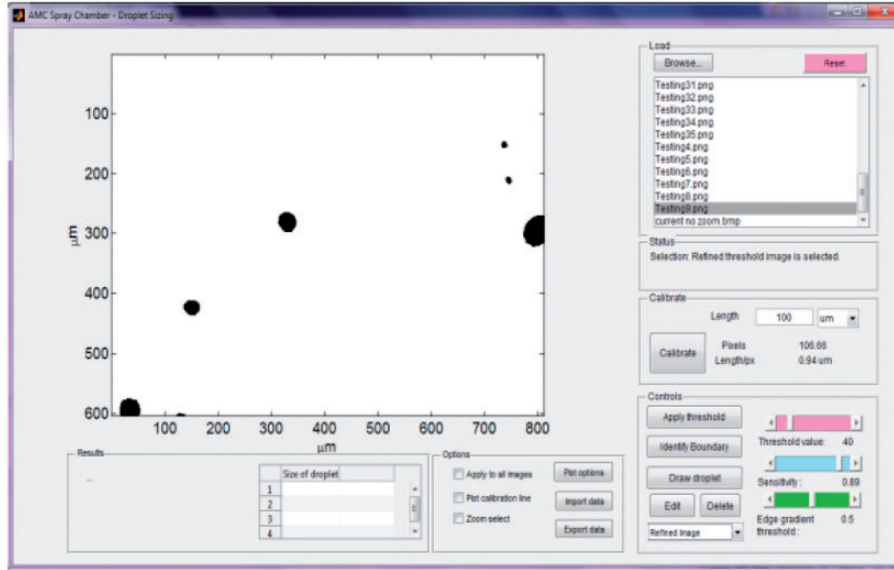 AMC Spray Chamber - Droplet Sizing
100
200
300
400
500
600
μm
100 200 300 400 500 600 700 800
μm
Load
Browse...
Reset
Testing31.png
Testing32.png
Testing33.png
Testing34.png
Testing35.png
Testing4.png
Testing5.png
Testing6.png
Testing7.png
Testing8.png
Testing9.png
current no zoom.bmp
Status
Selection: Refined threshold image is selected.
Calibrate
Length 100 um
Calibrate
Pixels 106.66
Length/px 0.94 um
Controls
Apply threshold
Identify Boundary
Draw droplet
Edit Delete
Refined Image
Threshold value: 40
Sensitivity : 0.89
Edge gradient 0.5
threshold :
Results
...
Size of droplet
1
2
3
4
Options
Apply to all images
Plot calibration line
Zoom select
Plot options
Import data
Export data